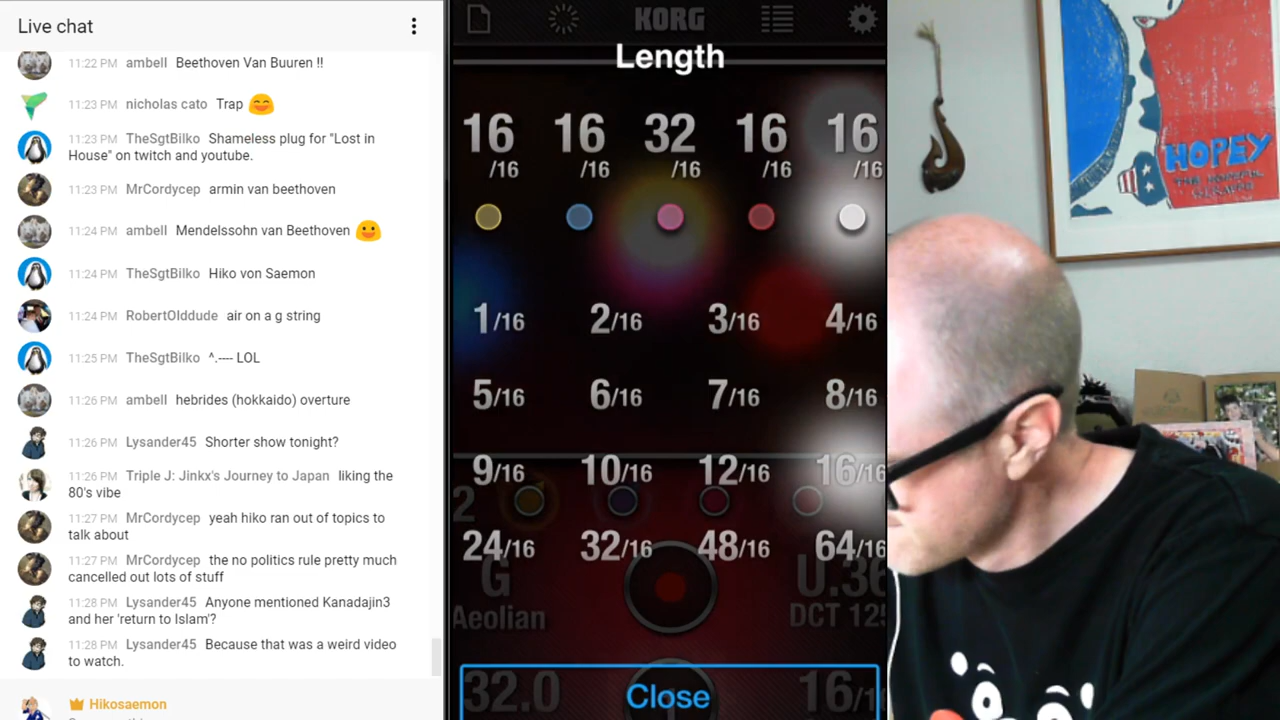 Live chat
11:22 PM ambell Beethoven Van Buuren !!
11:23 PM nicholas cato Trap
11:23 PM TheSgtBilko Shameless plug for "Lost in
House" on twitch and youtube.
11:23 PM MrCordycep armin van beethoven
11:24 PM ambell Mendelssohn van Beethoven
11:24 PM TheSgtBilko Hiko von Saemon
11:24 PM RobertOlddude air on a g string
11:25 PM TheSgtBilko ^.---- LOL
11:26 PM ambell hebrides (hokkaido) overture
11:26 PM Lysander45 Shorter show tonight?
11:26 PM Triple J: Jinkx's Journey to Japan liking the
80's vibe
11:27 PM MrCordycep yeah hiko ran out of topics to
talk about
11:27 PM MrCordycep the no politics rule pretty much
cancelled out lots of stuff
11:28 PM Lysander45 Anyone mentioned Kanadajin3
and her 'return to Islam'?
11:28 PM Lysander45 Because that was a weird video
to watch.
Hikosaemon
KORG
Length
16/16 16/16 32/16 16/16 16/16
1/16 2/16 3/16 4/16
5/16 6/16 7/16 8/16
9/16 10/16 12/16 16/16
2
24/16 32/16 48/16 64/16
G U.36
Aeolian DCT 125
32.0 Close 16/1
HOPEY